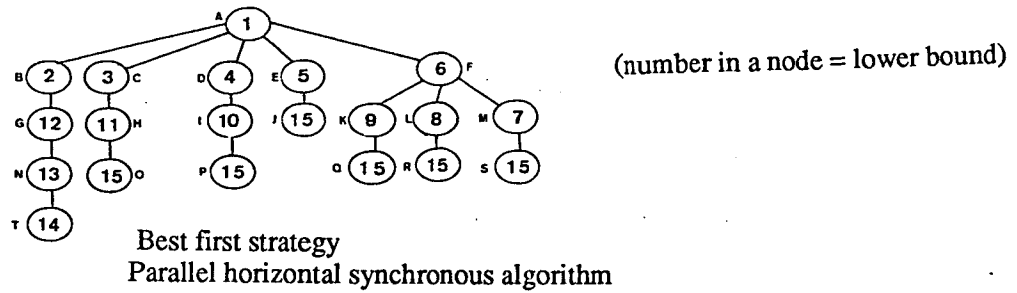 A 1
(number in a node = lower bound)
B 2 3 C D 4 E 5 6 F
G 12 11 H I 10 J 15 K 9 L 8 M 7
N 13 15 O P 15 Q 15 R 15 S 15
T 14
Best first strategy
Parallel horizontal synchronous algorithm